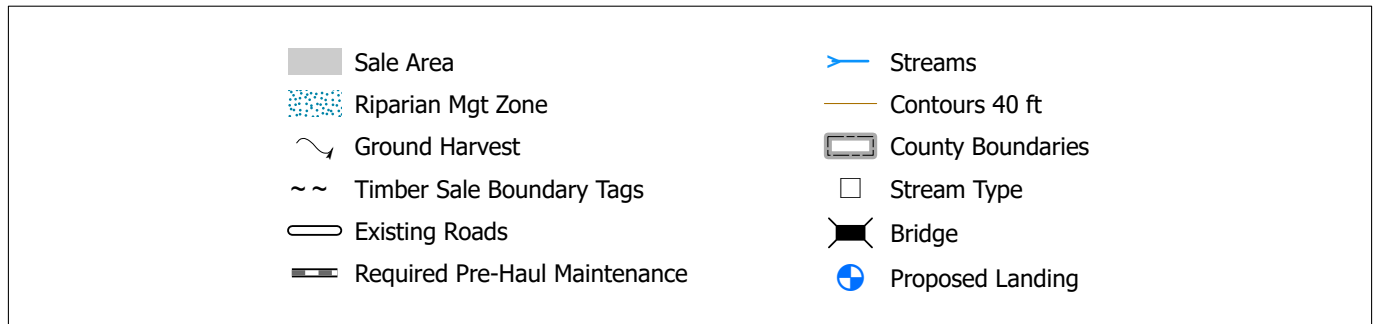 Sale Area
Riparian Mgt Zone
Ground Harvest
Timber Sale Boundary Tags
Existing Roads
Required Pre-Haul Maintenance
Streams
Contours 40 ft
County Boundaries
Stream Type
Bridge
Proposed Landing